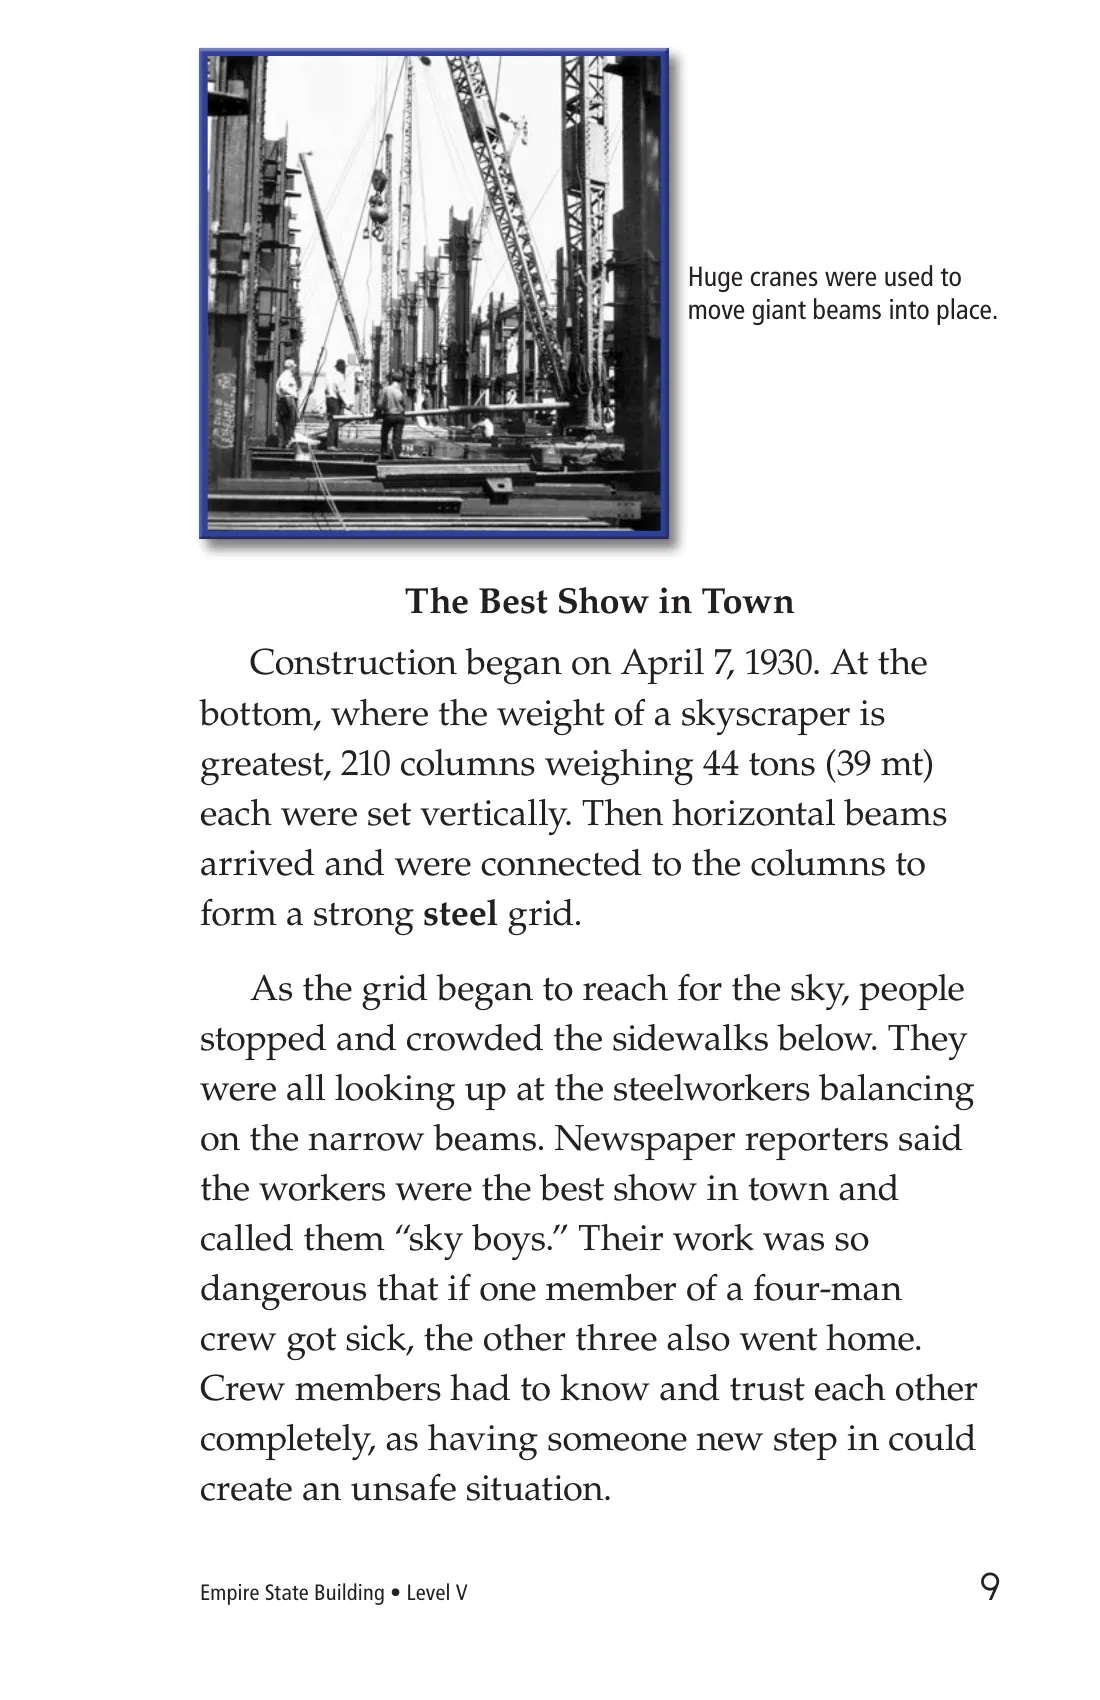 Huge cranes were used to
move giant beams into place.
The Best Show in Town
Construction began on April 7, 1930. At the
bottom, where the weight of a skyscraper is
greatest, 210 columns weighing 44 tons (39 mt)
each were set vertically. Then horizontal beams
arrived and were connected to the columns to
form a strong steel grid.
As the grid began to reach for the sky, people
stopped and crowded the sidewalks below. They
were all looking up at the steelworkers balancing
on the narrow beams. Newspaper reporters said
the workers were the best show in town and
called them “sky boys.” Their work was so
dangerous that if one member of a four-man
crew got sick, the other three also went home.
Crew members had to know and trust each other
completely, as having someone new step in could
create an unsafe situation.
Empire State Building • Level V 9